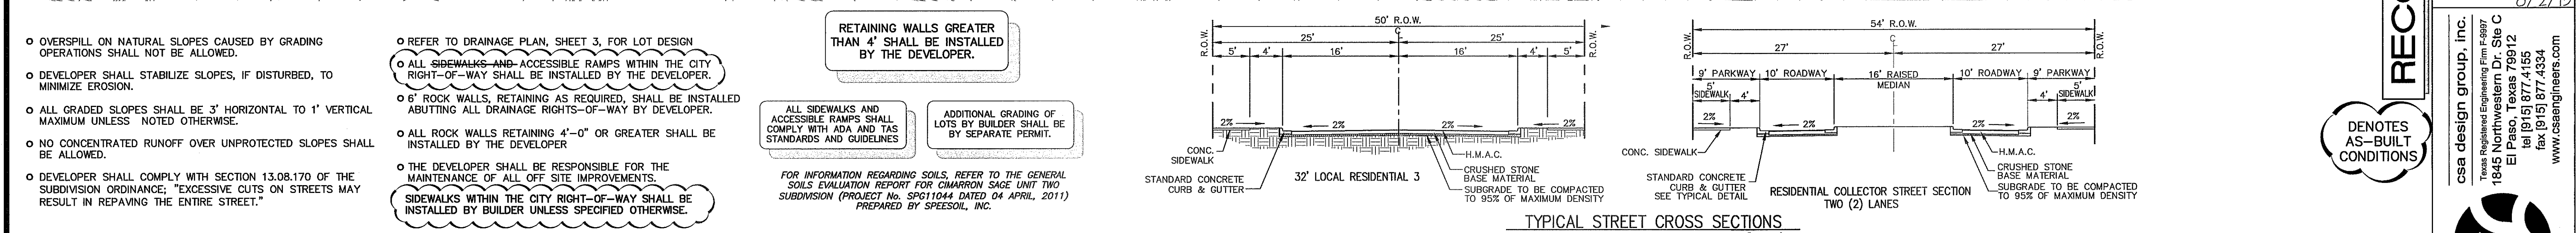 o OVERSPILL ON NATURAL SLOPES CAUSED BY GRADING
OPERATIONS SHALL NOT BE ALLOWED.
o DEVELOPER SHALL STABILIZE SLOPES, IF DISTURBED, TO
MINIMIZE EROSION.
o ALL GRADED SLOPES SHALL BE 3' HORIZONTAL TO 1' VERTICAL
MAXIMUM UNLESS NOTED OTHERWISE.
o NO CONCENTRATED RUNOFF OVER UNPROTECTED SLOPES SHALL
BE ALLOWED.
o DEVELOPER SHALL COMPLY WITH SECTION 13.08.170 OF THE
SUBDIVISION ORDINANCE; "EXCESSIVE CUTS ON STREETS MAY
RESULT IN REPAVING THE ENTIRE STREET."
o REFER TO DRAINAGE PLAN, SHEET 3, FOR LOT DESIGN
o ALL SIDEWALKS AND ACCESSIBLE RAMPS WITHIN THE CITY
RIGHT-OF-WAY SHALL BE INSTALLED BY THE DEVELOPER.
o 6' ROCK WALLS, RETAINING AS REQUIRED, SHALL BE INSTALLED
ABUTTING ALL DRAINAGE RIGHTS-OF-WAY BY DEVELOPER.
o ALL ROCK WALLS RETAINING 4'-0" OR GREATER SHALL BE
INSTALLED BY THE DEVELOPER
o THE DEVELOPER SHALL BE RESPONSIBLE FOR THE
MAINTENANCE OF ALL OFF SITE IMPROVEMENTS.
SIDEWALKS WITHIN THE CITY RIGHT-OF-WAY SHALL BE
INSTALLED BY BUILDER UNLESS SPECIFIED OTHERWISE.
RETAINING WALLS GREATER
THAN 4' SHALL BE INSTALLED
BY THE DEVELOPER.
ALL SIDEWALKS AND
ACCESSIBLE RAMPS SHALL
COMPLY WITH ADA AND TAS
STANDARDS AND GUIDELINES
ADDITIONAL GRADING OF
LOTS BY BUILDER SHALL BE
BY SEPARATE PERMIT.
FOR INFORMATION REGARDING SOILS, REFER TO THE GENERAL
SOILS EVALUATION REPORT FOR CIMARRON SAGE UNIT TWO
SUBDIVISION (PROJECT No. SPG11044 DATED 04 APRIL, 2011)
PREPARED BY SPEESOIL, INC.
50' R.O.W.
R.O.W.
25'
C
L
25'
R.O.W.
5' 4' 16' 16' 4' 5'
2% 2% 2% 2%
CONC.
SIDEWALK
STANDARD CONCRETE
CURB & GUTTER
H.M.A.C.
CRUSHED STONE
BASE MATERIAL
SUBGRADE TO BE COMPACTED
TO 95% OF MAXIMUM DENSITY
32' LOCAL RESIDENTIAL 3
54' R.O.W.
R.O.W.
27'
C
L
27'
R.O.W.
9' PARKWAY 10' ROADWAY 16' RAISED
MEDIAN
10' ROADWAY 9' PARKWAY
5'
SIDEWALK 4'
4' 5'
SIDEWALK
2% 2% 2% 2%
CONC. SIDEWALK
STANDARD CONCRETE
CURB & GUTTER
SEE TYPICAL DETAIL
H.M.A.C.
CRUSHED STONE
BASE MATERIAL
SUBGRADE TO BE COMPACTED
TO 95% OF MAXIMUM DENSITY
RESIDENTIAL COLLECTOR STREET SECTION
TWO (2) LANES
TYPICAL STREET CROSS SECTIONS
DENOTES
AS-BUILT
CONDITIONS
RECO
csa design group, inc.
Texas Registered Engineering Firm F-9997
1845 Northwestern Dr. Ste C
El Paso, Texas 79912
tel [915] 877.4155
fax [915] 877.4334
www.csaengineers.com